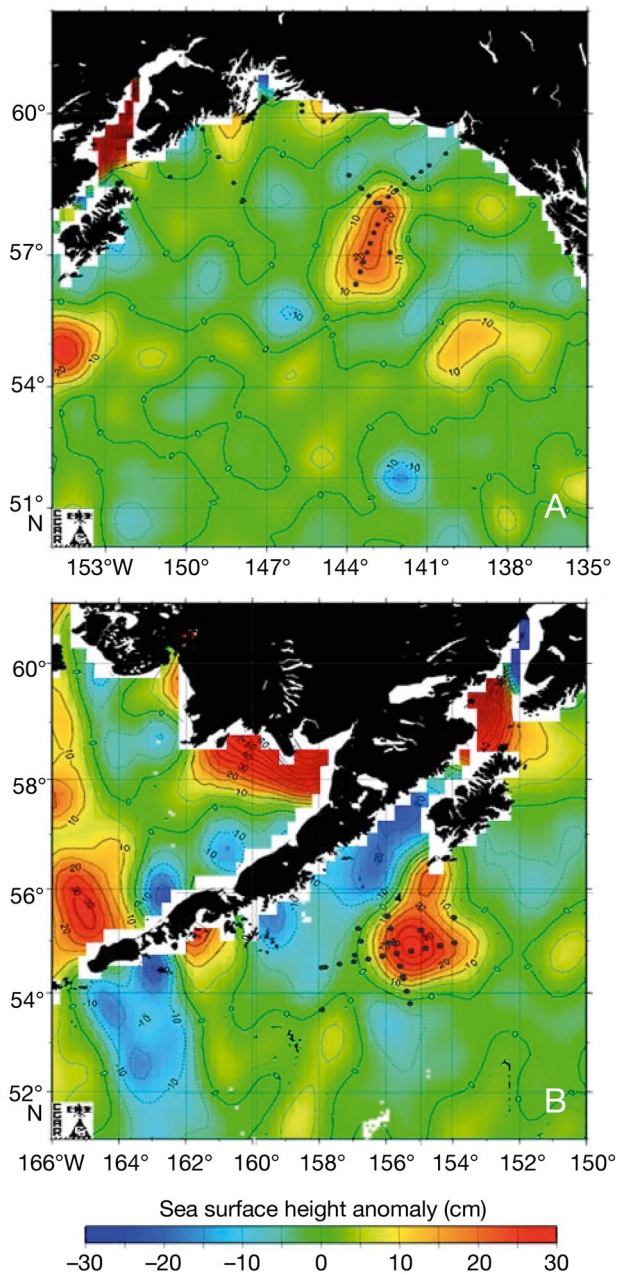 60°
57°
54°
51°
N
A
153°W 150° 147° 144° 141° 138° 135°
60°
58°
56°
54°
52°
N
B
166°W 164° 162° 160° 158° 156° 154° 152° 150°
Sea surface height anomaly (cm)
–30 –20 –10 0 10 20 30